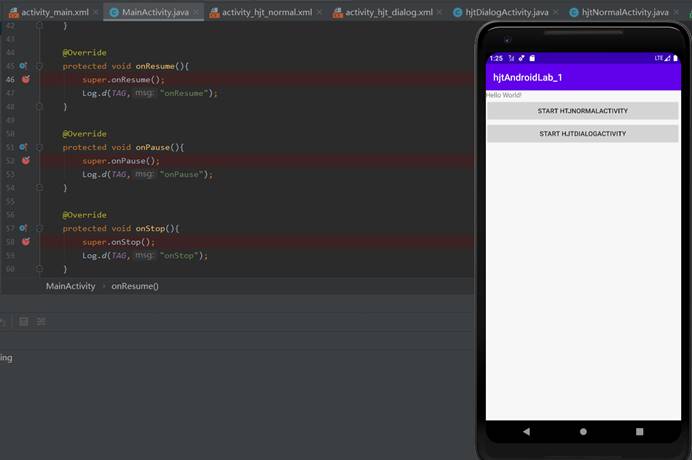 activity_main.xml MainActivity.java activity_hjt_normal.xml activity_hjt_dialog.xml hjtDialogActivity.java hjtNormalActivity.java
42 }
43
44 @Override
45 protected void onResume(){
46 super.onResume();
47 Log.d(TAG, msg: "onResume");
48 }
49
50 @Override
51 protected void onPause(){
52 super.onPause();
53 Log.d(TAG, msg: "onPause");
54 }
55
56 @Override
57 protected void onStop(){
58 super.onStop();
59 Log.d(TAG, msg: "onStop");
60 }
MainActivity › onResume()
ing
1:25 LTE
hjtAndroidLab_1
Hello World!
START HTJNORMALACTIVITY
START HJTDIALOGACTIVITY